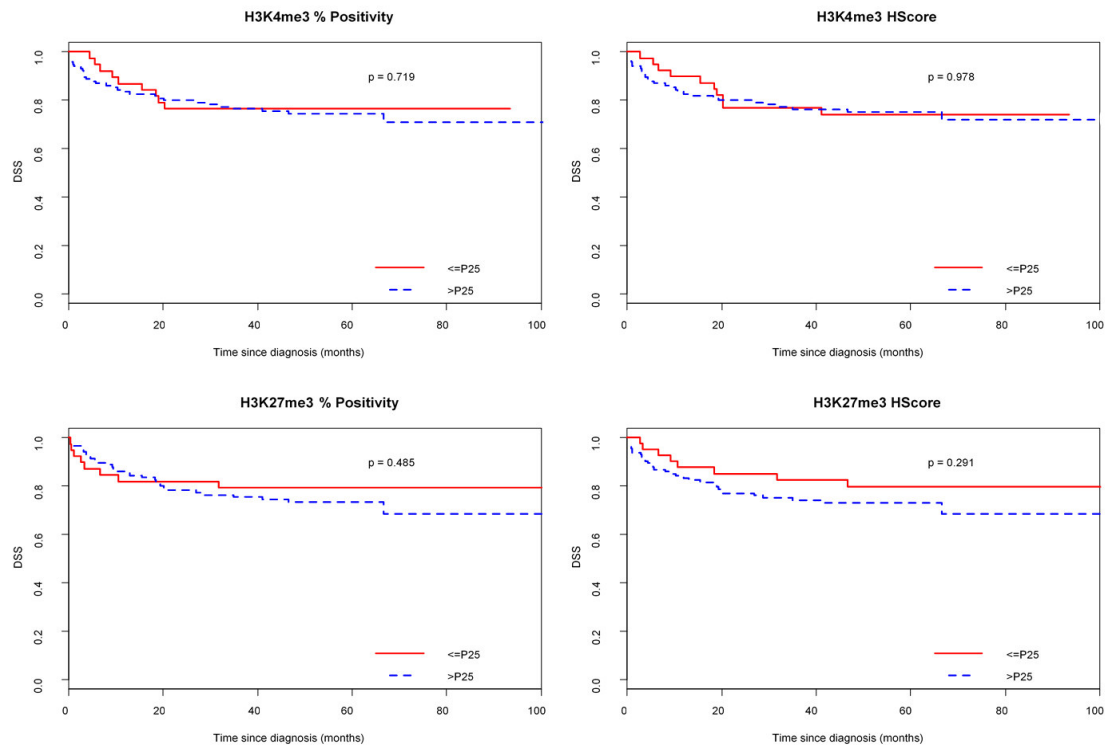 H3K4me3 % Positivity
DSS
1.0
0.8
0.6
0.4
0.2
0.0
p = 0.719
<=P25
>P25
0 20 40 60 80 100
Time since diagnosis (months)
H3K4me3 HScore
DSS
1.0
0.8
0.6
0.4
0.2
0.0
p = 0.978
<=P25
>P25
0 20 40 60 80 100
Time since diagnosis (months)
H3K27me3 % Positivity
DSS
1.0
0.8
0.6
0.4
0.2
0.0
p = 0.485
<=P25
>P25
0 20 40 60 80 100
Time since diagnosis (months)
H3K27me3 HScore
DSS
1.0
0.8
0.6
0.4
0.2
0.0
p = 0.291
<=P25
>P25
0 20 40 60 80 100
Time since diagnosis (months)